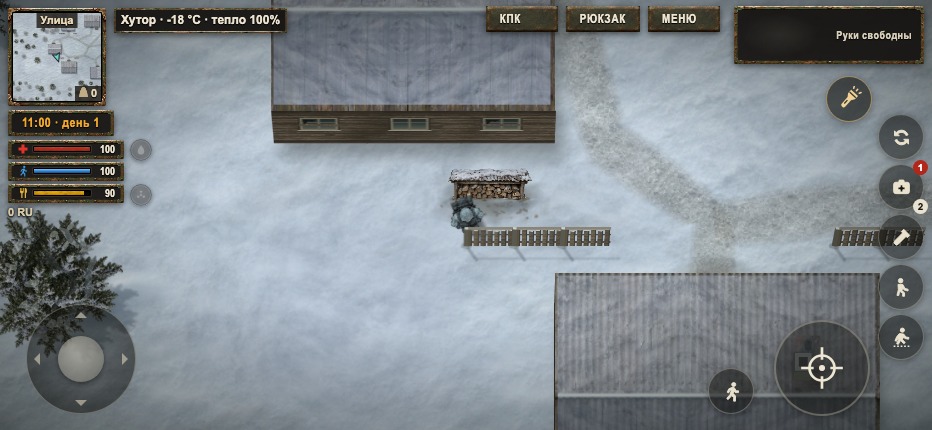 Улица
Хутор · -18 °C · тепло 100%
КПК
РЮКЗАК
МЕНЮ
Руки свободны
0
11:00 · день 1
100
100
90
0 RU
1
2